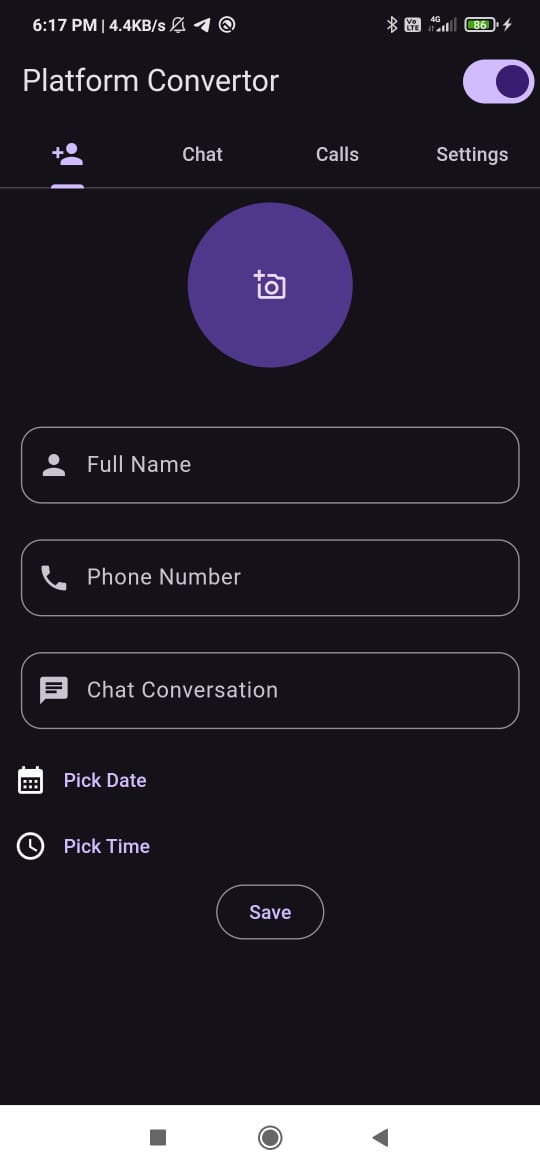 6:17 PM | 4.4KB/s Vo LTE 4G 86
Platform Convertor
Chat Calls Settings
Full Name
Phone Number
Chat Conversation
Pick Date
Pick Time
Save